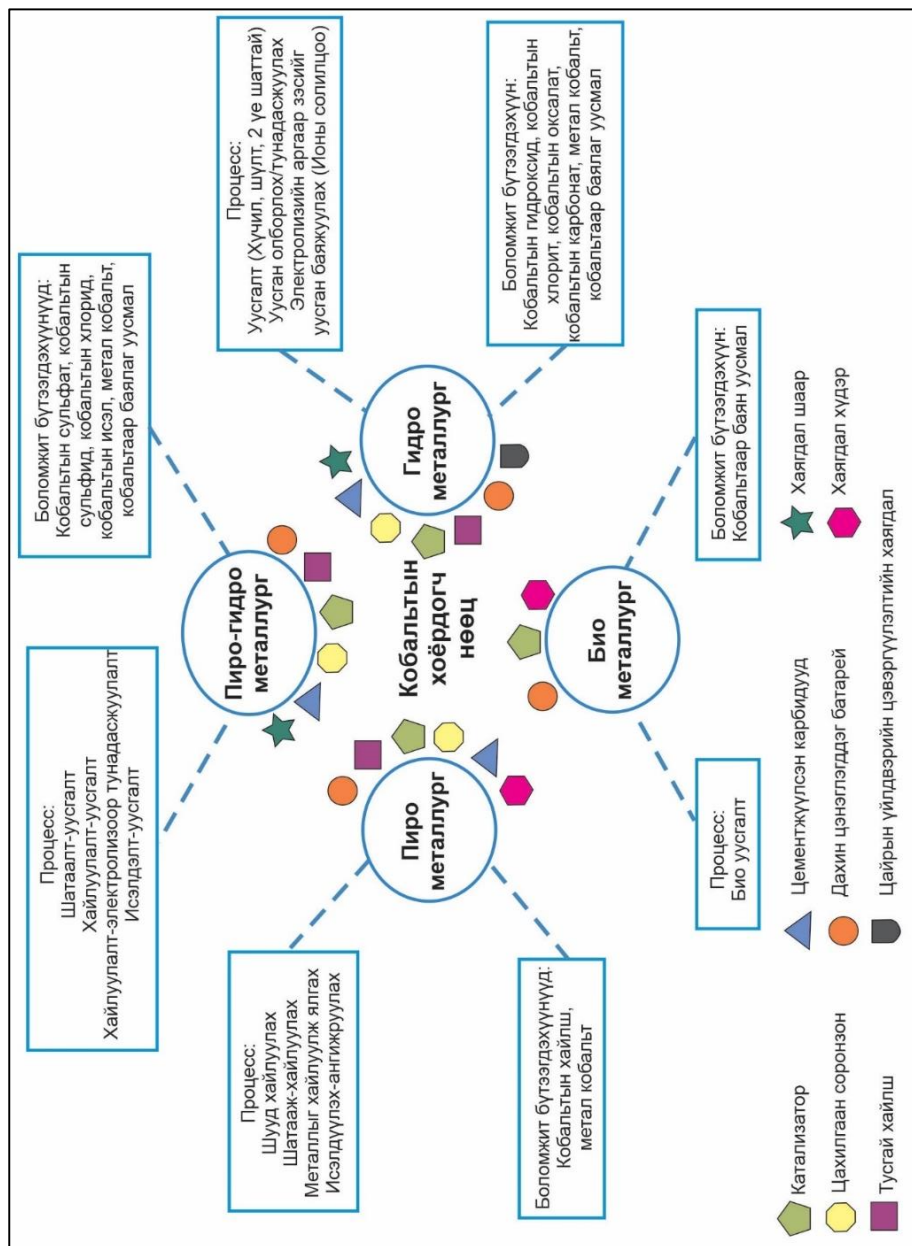 Процесс:
Шатаалт-уусгалт
Хайлуулалт-уусгалт
Хайлуулалт-электролизоор тунадасжуулалт
Исэлдэлт-уусгалт
Боломжит бүтээгдэхүүнүүд:
Кобальтын сульфат, кобальтын
сульфид, кобальтын хлорид,
кобальтын исэл, метал кобальт,
кобальтаар баялаг уусмал
Пиро-гидро
металлург
Процесс:
Шууд хайлуулах
Шатааж-хайлуулах
Металлыг хайлуулж ялгах
Исэлдүүлэх-ангижруулах
Пиро
металлург
Кобальтын
хоёрдогч
нөөц
Гидро
металлург
Процесс:
Уусгалт (Хүчил, шүлт, 2 үе шаттай)
Уусган олборлох/тунадасжуулах
Электролизийн аргаар зэсийг
уусган баяжуулах (Ионы солилцоо)
Боломжит бүтээгдэхүүнүүд:
Кобальтын хайлш,
метал кобальт
Боломжит бүтээгдэхүүн:
Кобальтын гидроксид, кобальтын
хлорит, кобальтын оксалат,
кобальтын карбонат, метал кобальт,
кобальтаар баялаг уусмал
Био
металлург
Процесс:
Био уусгалт
Боломжит бүтээгдэхүүн:
Кобальтаар баян уусмал
Катализатор
Цементжүүлсэн карбидууд
Хаягдал шаар
Цахилгаан соронзон
Дахин цэнэглэгддэг батарей
Хаягдал хүдэр
Тусгай хайлш
Цайрын үйлдвэрийн цэвэргүүлэлтийн хаягдал